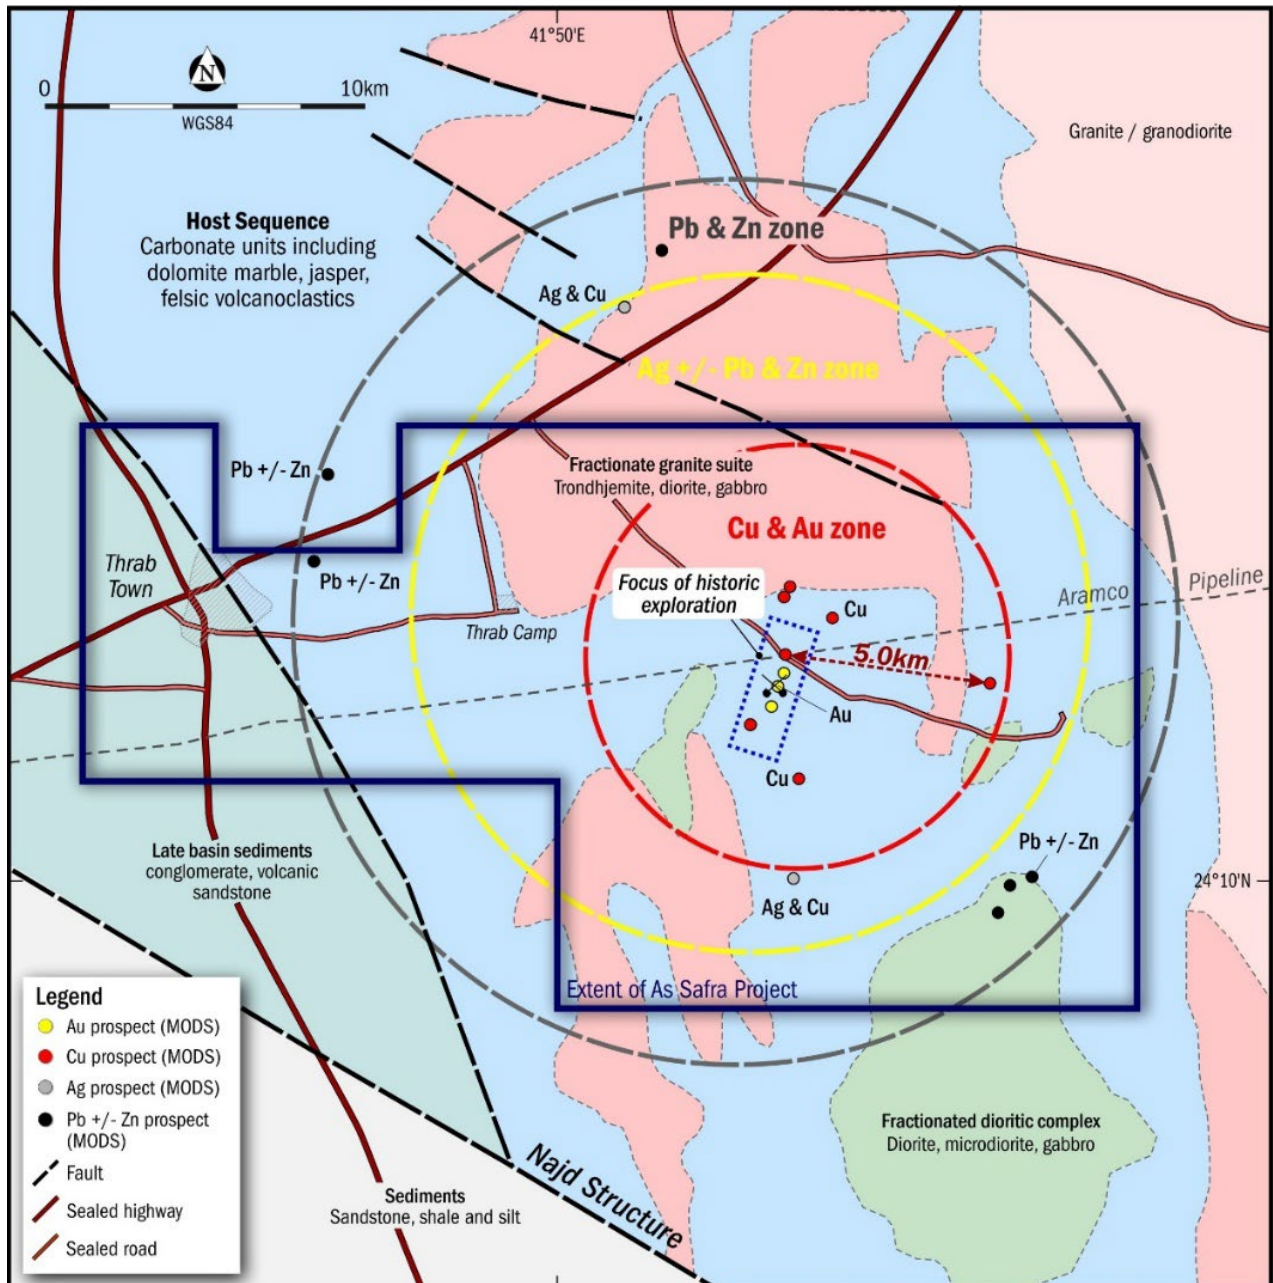 41°50'E
N
0
10km
WGS84
Granite / granodiorite
Host Sequence
Carbonate units including
dolomite marble, jasper,
felsic volcanoclastics
Pb & Zn zone
Ag & Cu
Ag +/- Pb & Zn zone
Pb +/- Zn
Fractionate granite suite
Trondhjemite, diorite, gabbro
Cu & Au zone
Thrab
Town
Pb +/- Zn
Focus of historic
exploration
Cu
Aramco
Pipeline
Thrab Camp
5.0km
Au
Cu
Late basin sediments
conglomerate, volcanic
sandstone
Pb +/- Zn
24°10'N
Ag & Cu
Extent of As Safra Project
Legend
Au prospect (MODS)
Cu prospect (MODS)
Ag prospect (MODS)
Pb +/- Zn prospect
(MODS)
Fault
Sealed highway
Sealed road
Fractionated dioritic complex
Diorite, microdiorite, gabbro
Najd Structure
Sediments
Sandstone, shale and silt